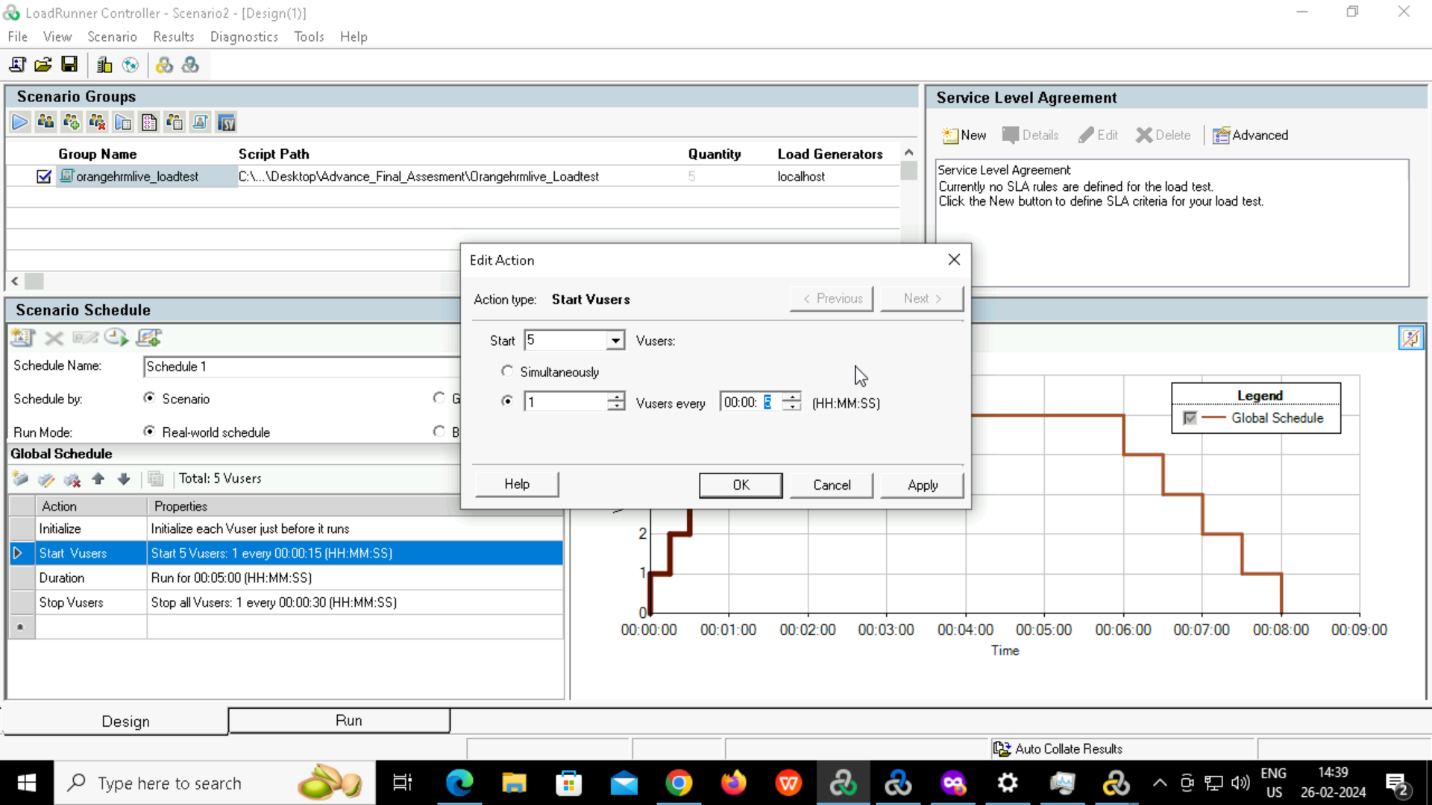 LoadRunner Controller - Scenario2 - [Design(1)]
File View Scenario Results Diagnostics Tools Help
Scenario Groups
Group Name Script Path Quantity Load Generators
orangehrmlive_loadtest C:\...\Desktop\Advance_Final_Assesment\Orangehrmlive_Loadtest 5 localhost
Service Level Agreement
New Details Edit Delete Advanced
Service Level Agreement
Currently no SLA rules are defined for the load test.
Click the New button to define SLA criteria for your load test.
Scenario Schedule
Schedule Name: Schedule 1
Schedule by: Scenario G
Run Mode: Real-world schedule B
Global Schedule
Total: 5 Vusers
Action Properties
Initialize Initialize each Vuser just before it runs
Start Vusers Start 5 Vusers: 1 every 00:00:15 (HH:MM:SS)
Duration Run for 00:05:00 (HH:MM:SS)
Stop Vusers Stop all Vusers: 1 every 00:00:30 (HH:MM:SS)
*
Edit Action
Action type: Start Vusers
< Previous Next >
Start 5 Vusers:
Simultaneously
1 Vusers every 00:00: 5 (HH:MM:SS)
Help OK Cancel Apply
Legend
Global Schedule
2
1
0
00:00:00 00:01:00 00:02:00 00:03:00 00:04:00 00:05:00 00:06:00 00:07:00 00:08:00 00:09:00
Time
Design Run
Auto Collate Results
Type here to search
ENG
US
14:39
26-02-2024
2